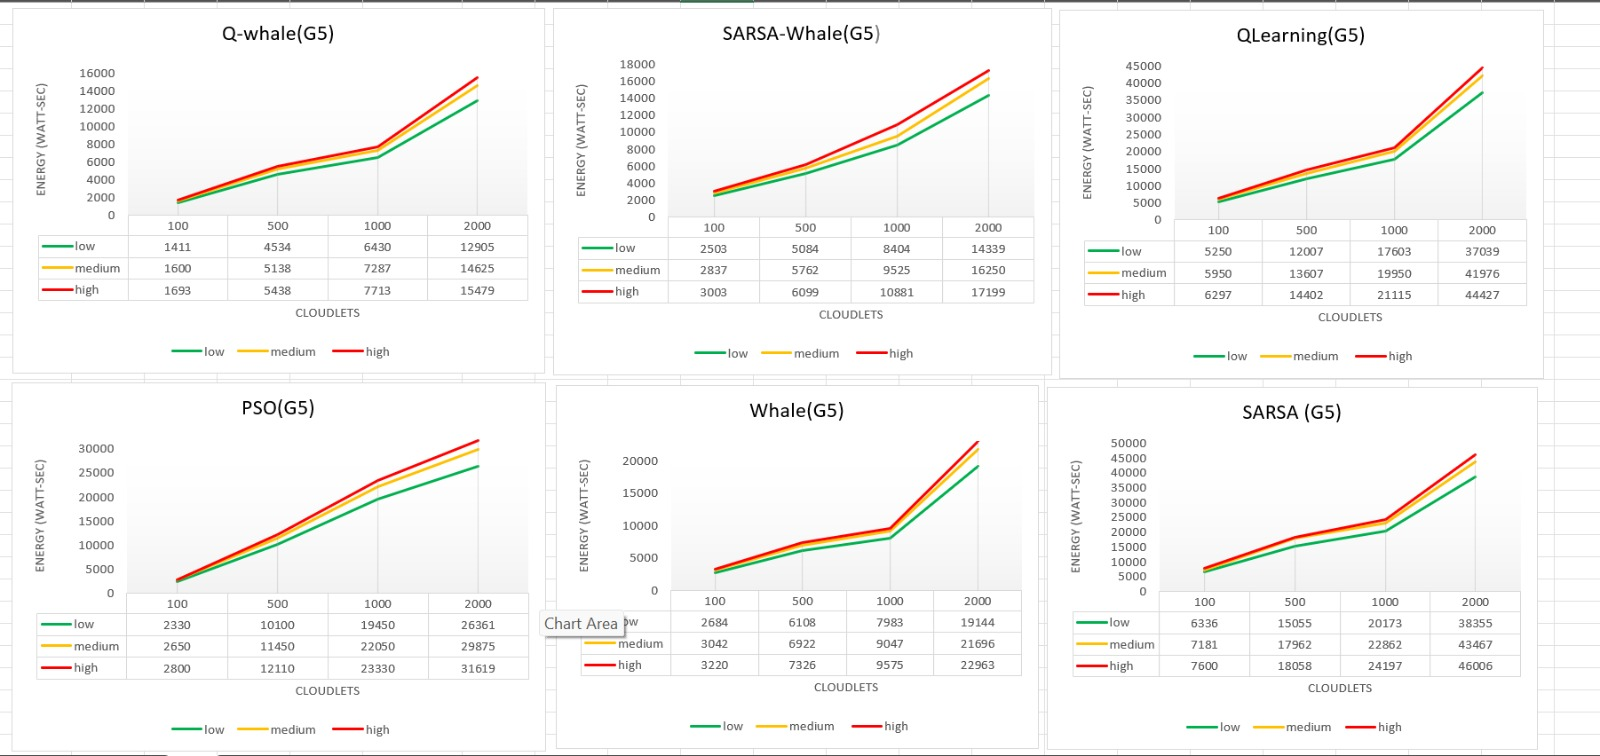 Q-whale(G5)
ENERGY (WATT-SEC)
16000
14000
12000
10000
8000
6000
4000
2000
0
100 500 1000 2000
low 1411 4534 6430 12905
medium 1600 5138 7287 14625
high 1693 5438 7713 15479
CLOUDLETS
low medium high
SARSA-Whale(G5)
ENERGY (WATT-SEC)
18000
16000
14000
12000
10000
8000
6000
4000
2000
0
100 500 1000 2000
low 2503 5084 8404 14339
medium 2837 5762 9525 16250
high 3003 6099 10881 17199
CLOUDLETS
low medium high
QLearning(G5)
ENERGY (WATT-SEC)
45000
40000
35000
30000
25000
20000
15000
10000
5000
0
100 500 1000 2000
low 5250 12007 17603 37039
medium 5950 13607 19950 41976
high 6297 14402 21115 44427
CLOUDLETS
low medium high
PSO(G5)
ENERGY (WATT-SEC)
30000
25000
20000
15000
10000
5000
0
100 500 1000 2000
low 2330 10100 19450 26361
medium 2650 11450 22050 29875
high 2800 12110 23330 31619
CLOUDLETS
low medium high
Whale(G5)
ENERGY (WATT-SEC)
20000
15000
10000
5000
0
100 500 1000 2000
Chart Area
ow 2684 6108 7983 19144
medium 3042 6922 9047 21696
high 3220 7326 9575 22963
CLOUDLETS
low medium high
SARSA (G5)
ENERGY (WATT-SEC)
50000
45000
40000
35000
30000
25000
20000
15000
10000
5000
0
100 500 1000 2000
low 6336 15055 20173 38355
medium 7181 17962 22862 43467
high 7600 18058 24197 46006
CLOUDLETS
low medium high